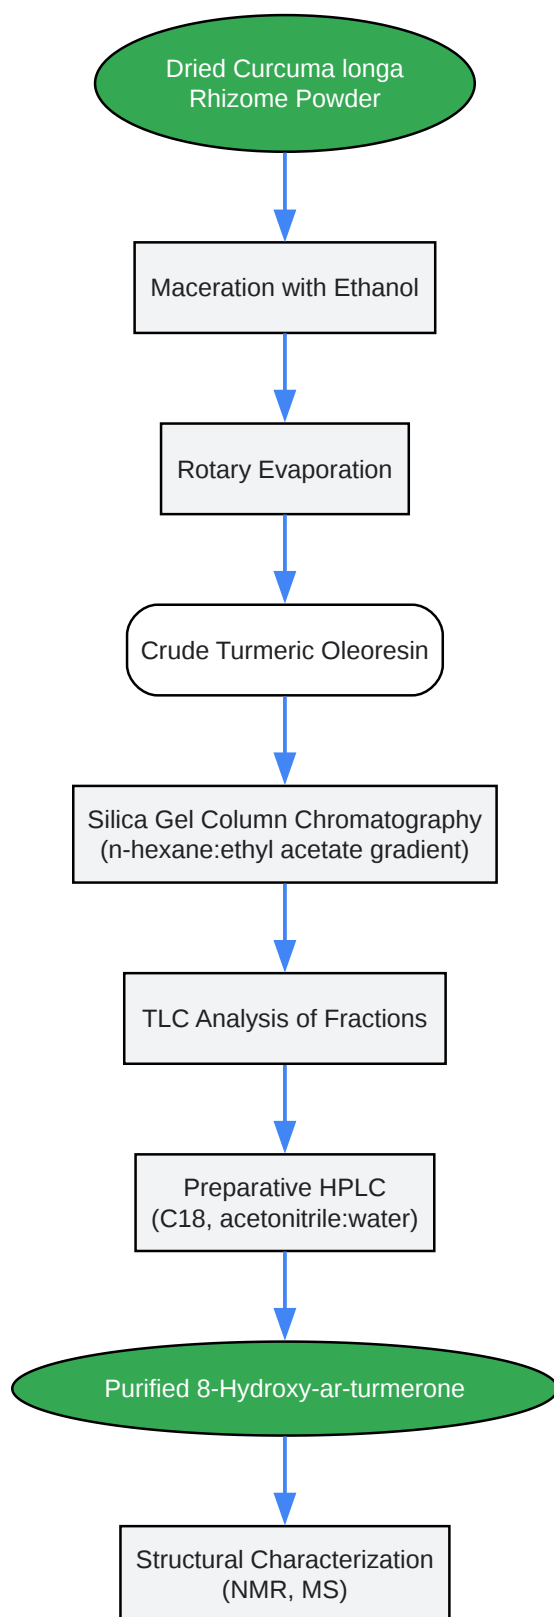 Dried Curcuma longa
Rhizome Powder
Maceration with Ethanol
Rotary Evaporation
Crude Turmeric Oleoresin
Silica Gel Column Chromatography
(n-hexane:ethyl acetate gradient)
TLC Analysis of Fractions
Preparative HPLC
(C18, acetonitrile:water)
Purified 8-Hydroxy-ar-turmerone
Structural Characterization
(NMR, MS)